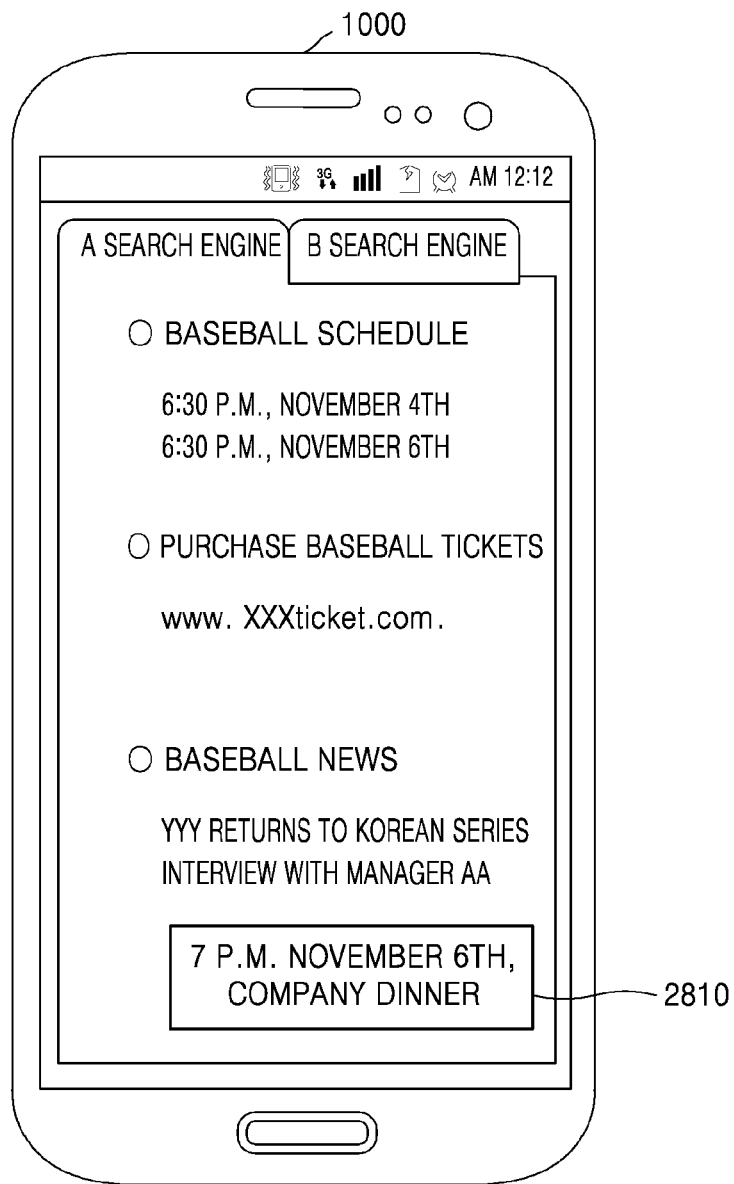 1000
3G AM 12:12
A SEARCH ENGINE B SEARCH ENGINE
BASEBALL SCHEDULE
6:30 P.M., NOVEMBER 4TH
6:30 P.M., NOVEMBER 6TH
PURCHASE BASEBALL TICKETS
www. XXXticket.com.
BASEBALL NEWS
YYY RETURNS TO KOREAN SERIES
INTERVIEW WITH MANAGER AA
7 P.M. NOVEMBER 6TH,
COMPANY DINNER
2810